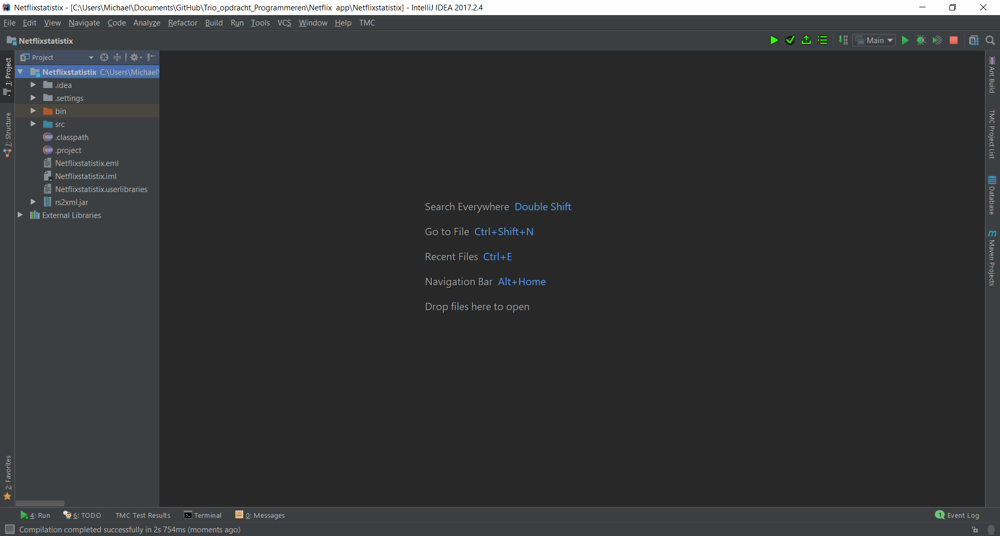 Netflixstatistix - [C:\Users\Michael\Documents\GitHub\Trio_opdracht_Programmeren\Netflix  app\Netflixstatistix] - IntelliJ IDEA 2017.2.4
File Edit View Navigate Code Analyze Refactor Build Run Tools VCS Window Help TMC
Netflixstatistix
Main
1: Project
7: Structure
2: Favorites
Project
Netflixstatistix C:\Users\Michael\
.idea
.settings
bin
src
.classpath
.project
Netflixstatistix.eml
Netflixstatistix.iml
Netflixstatistix.userlibraries
rs2xml.jar
External Libraries
Search Everywhere Double Shift
Go to File Ctrl+Shift+N
Recent Files Ctrl+E
Navigation Bar Alt+Home
Drop files here to open
Ant Build
TMC Project List
Database
m Maven Projects
4: Run 6: TODO TMC Test Results Terminal 0: Messages 1 Event Log
Compilation completed successfully in 2s 754ms (moments ago)